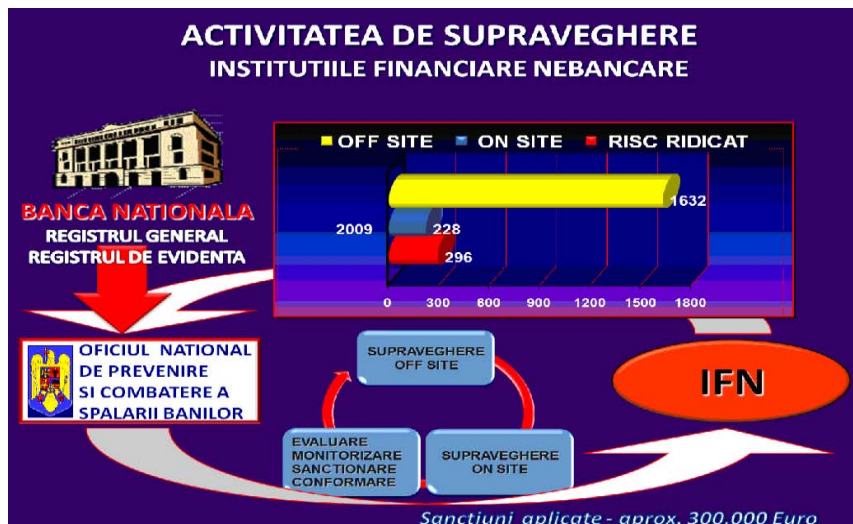 ACTIVITATEA DE SUPRAVEGHERE
INSTITUTIILE FINANCIARE NEBANCARE
OFF SITE ON SITE RISC RIDICAT
1632
2009 228
296
0 300 600 900 1200 1500 1800
BANCA NATIONALA
REGISTRUL GENERAL
REGISTRUL DE EVIDENTA
OFICIUL NATIONAL
DE PREVENIRE
SI COMBATERE A
SPALARII BANILOR
SUPRAVEGHERE
OFF SITE
IFN
EVALUARE
MONITORIZARE
SANCTIONARE
CONFORMARE
SUPRAVEGHERE
ON SITE
Sanctiuni aplicate - aprox. 300.000 Euro